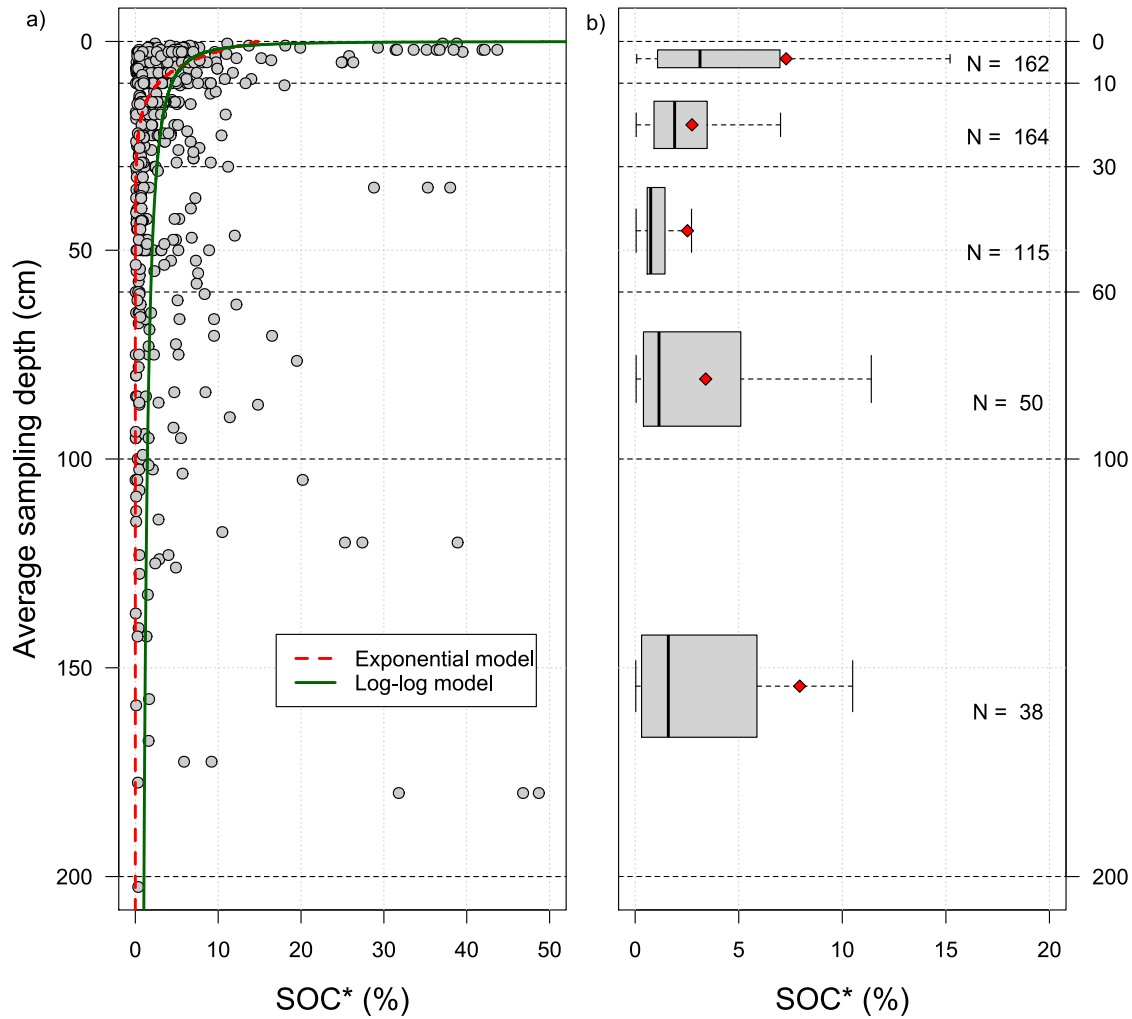 a)
b)
0
50
100
150
200
Average sampling depth (cm)
Exponential model
Log-log model
0 10 20 30 40 50
SOC* (%)
N = 162
N = 164
N = 115
N = 50
N = 38
0
10
30
60
100
200
0 5 10 15 20
SOC* (%)